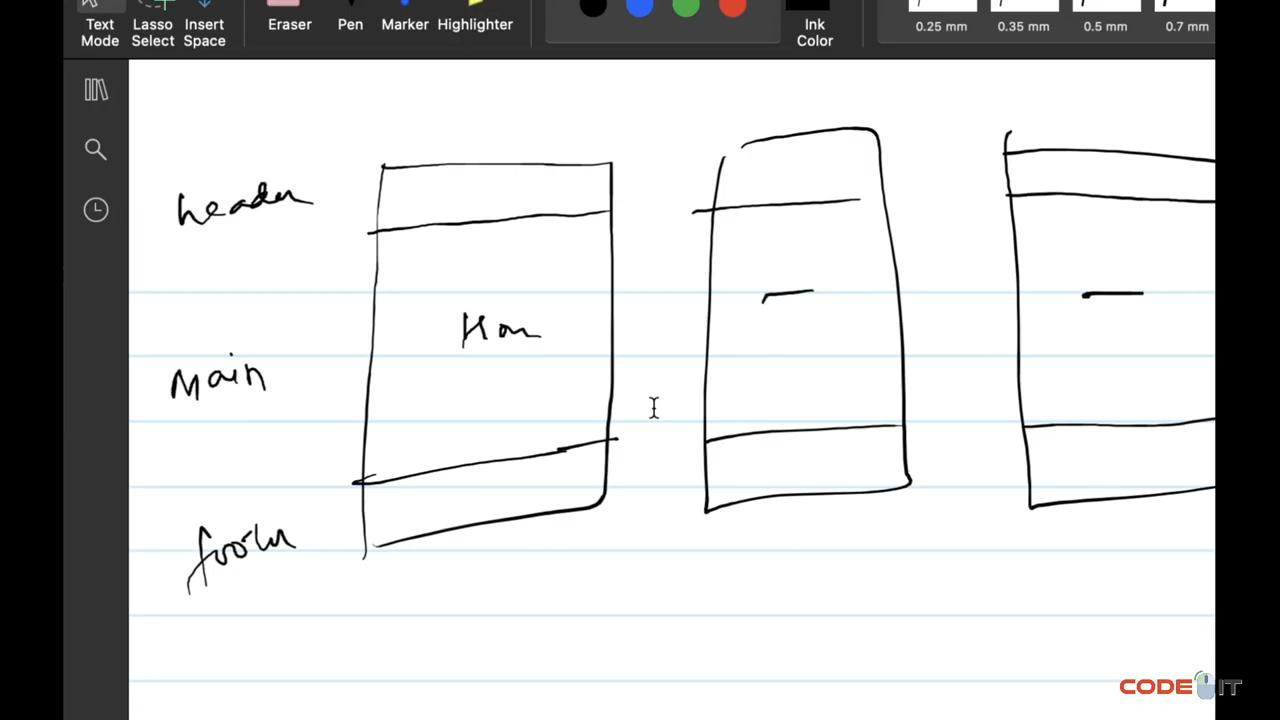 Text Mode
Lasso Select
Insert Space
Eraser
Pen
Marker
Highlighter
Ink Color
0.25 mm
0.35 mm
0.5 mm
0.7 mm
header
Main
footer
CODE IT